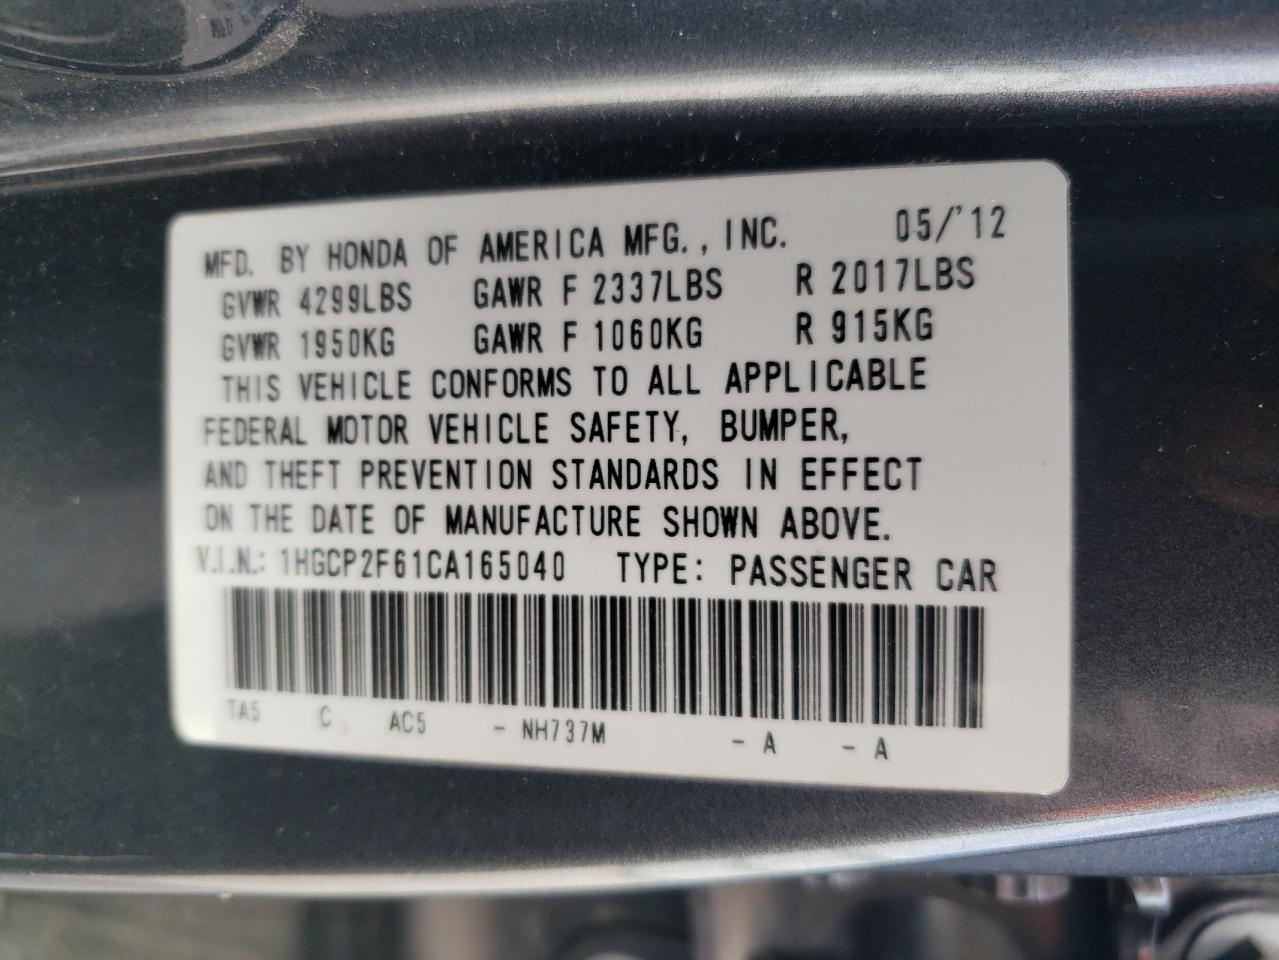 MFD. BY HONDA OF AMERICA MFG., INC. 05/'12
GVWR 4299LBS GAWR F 2337LBS R 2017LBS
GVWR 1950KG GAWR F 1060KG R 915KG
THIS VEHICLE CONFORMS TO ALL APPLICABLE
FEDERAL MOTOR VEHICLE SAFETY, BUMPER,
AND THEFT PREVENTION STANDARDS IN EFFECT
ON THE DATE OF MANUFACTURE SHOWN ABOVE.
V.I.N.: 1HGCP2F61CA165040 TYPE: PASSENGER CAR
TA5 C AC5 - NH737M - A - A